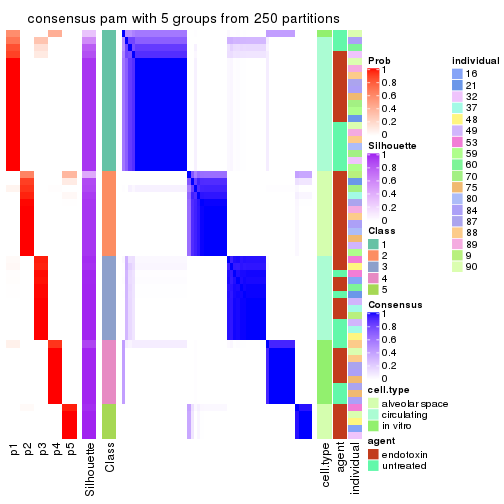 consensus pam with 5 groups from 250 partitions
Prob
1
0.8
0.6
0.4
0.2
0
Silhouette
1
0.8
0.6
0.4
0.2
0
Class
1
2
3
4
5
Consensus
1
0.8
0.6
0.4
0.2
0
cell.type
alveolar space
circulating
in vitro
agent
endotoxin
untreated
individual
16
21
32
37
48
49
53
59
60
70
75
80
84
87
88
89
9
90
p1
p2
p3
p4
p5
Silhouette
Class
cell.type
agent
individual